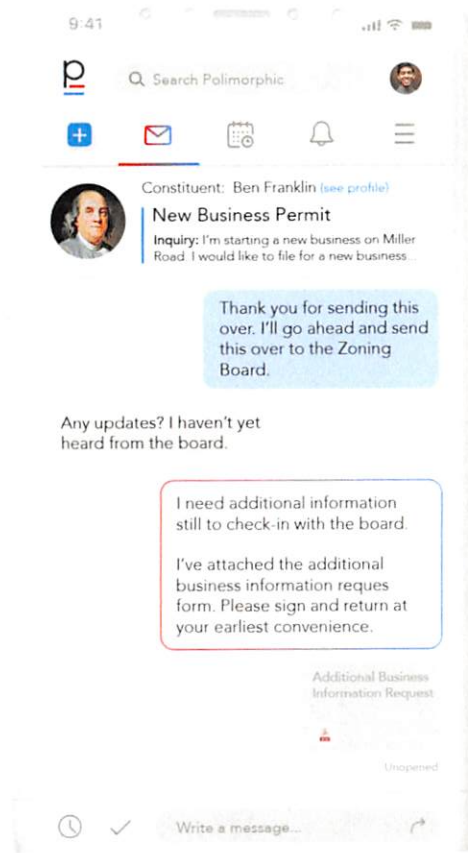 9:41
p
Search Polimorphic
Constituent: Ben Franklin (see profile)
New Business Permit
Inquiry: I'm starting a new business on Miller
Road. I would like to file for a new business...
Thank you for sending this
over. I'll go ahead and send
this over to the Zoning
Board.
Any updates? I haven't yet
heard from the board.
I need additional information
still to check-in with the board.
I've attached the additional
business information reques
form. Please sign and return at
your earliest convenience.
Additional Business
Information Request
Unopened
Write a message...